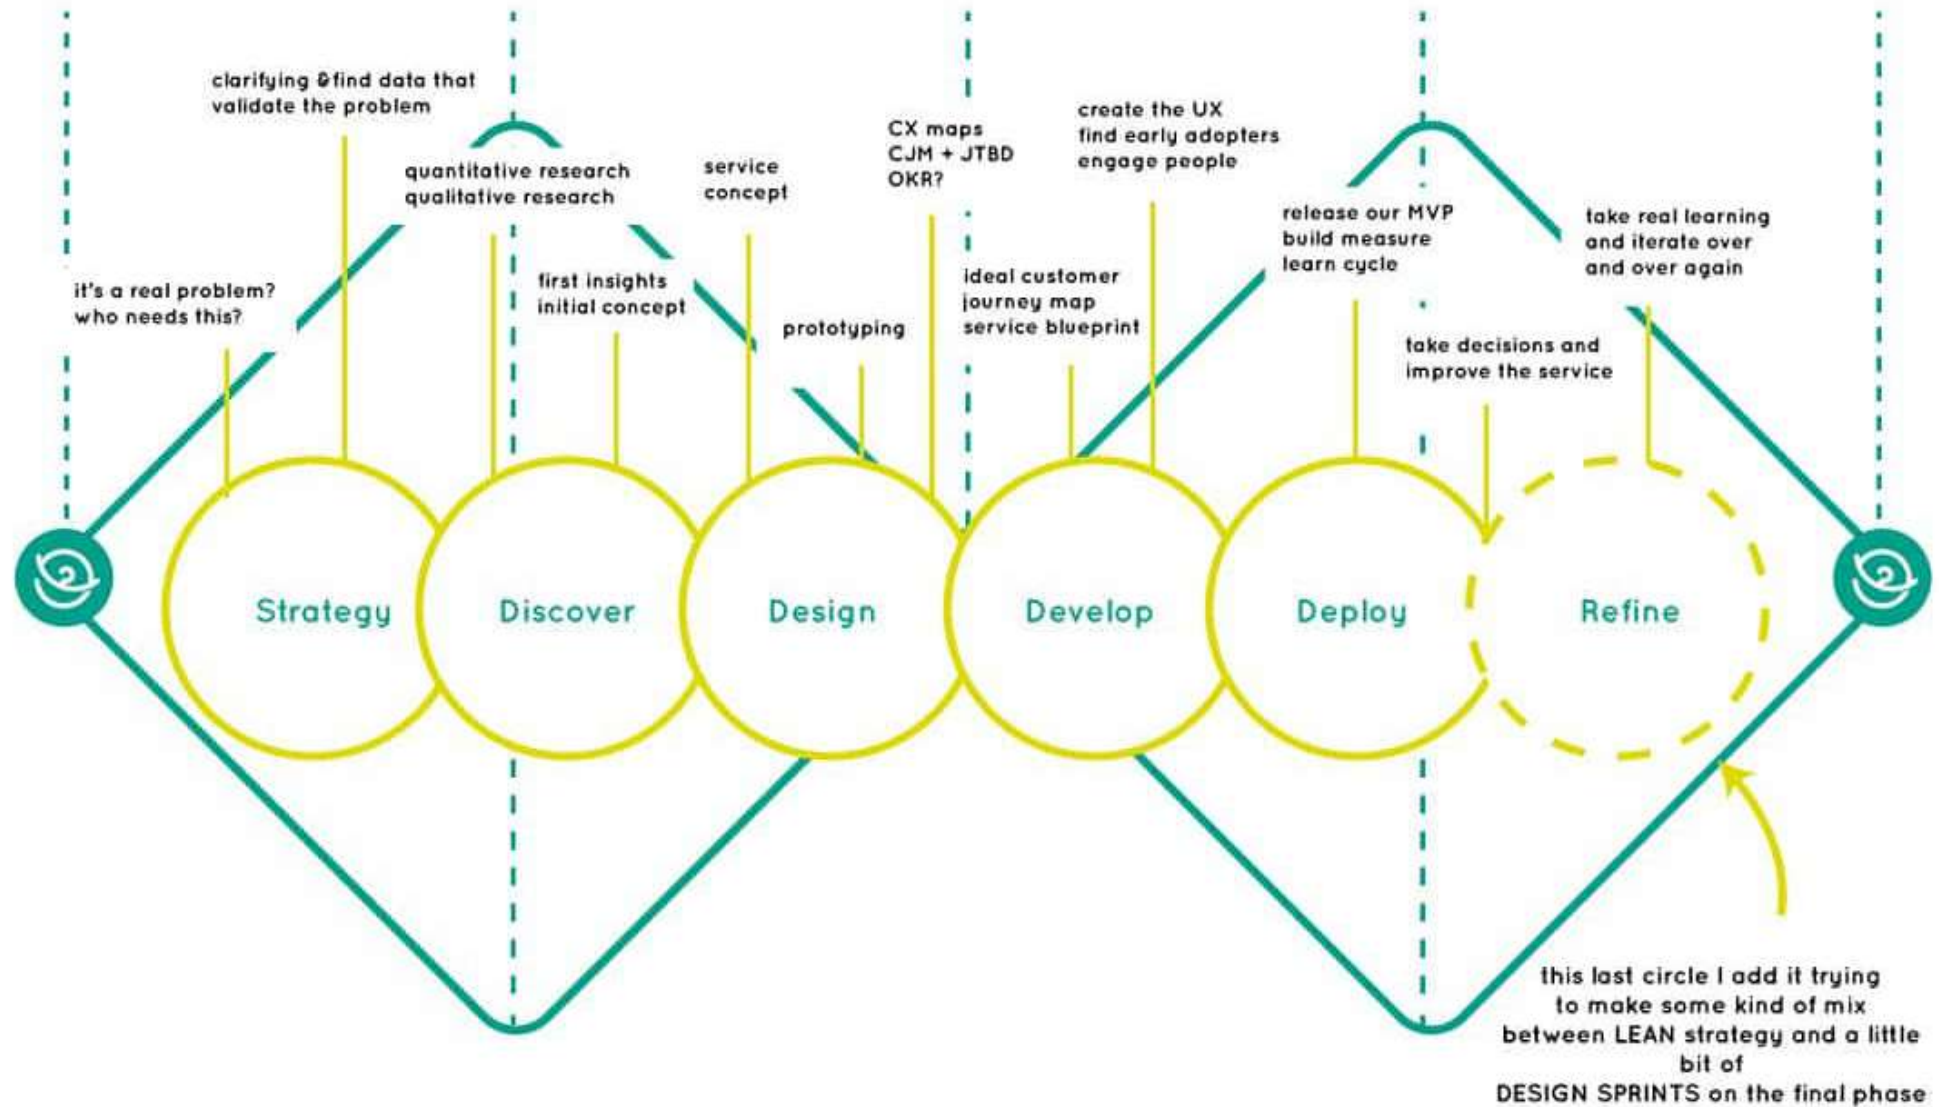 clarifying &find data that
validate the problem
quantitative research
qualitative research
it's a real problem?
who needs this?
first insights
initial concept
service
concept
prototyping
CX maps
CJM + JTBD
OKR?
ideal customer
journey map
service blueprint
create the UX
find early adopters
engage people
release our MVP
build measure
learn cycle
take decisions and
improve the service
take real learning
and iterate over
and over again
Strategy
Discover
Design
Develop
Deploy
Refine
this last circle I add it trying
to make some kind of mix
between LEAN strategy and a little
bit of
DESIGN SPRINTS on the final phase